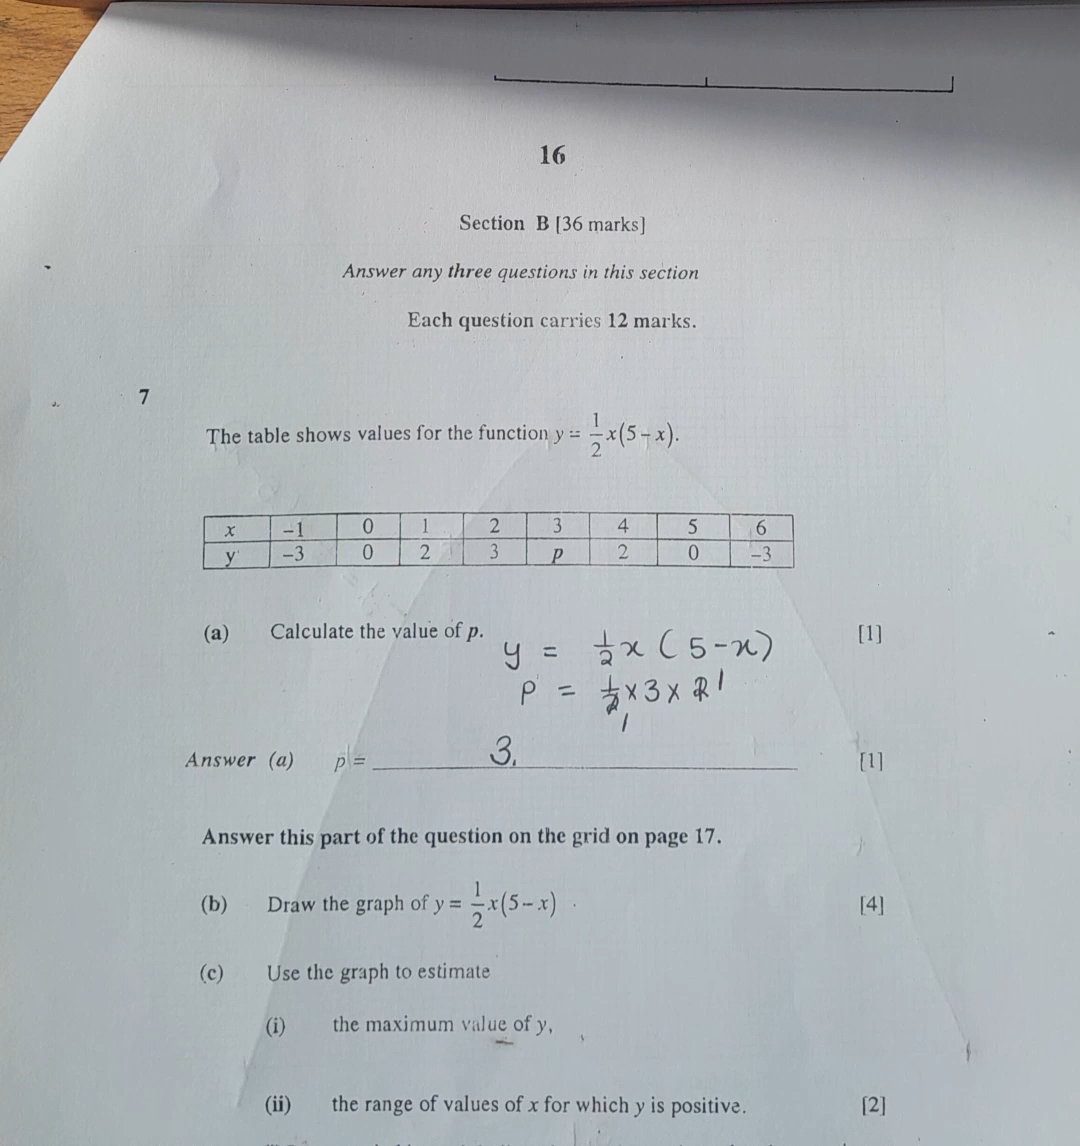 16
Section B [36 marks]
Answer any three questions in this section
Each question carries 12 marks.
7
The table shows values for the function y = 1/2 x(5 – x).
x –1 0 1 2 3 4 5 6
y –3 0 2 3 p 2 0 –3
(a) Calculate the value of p. [1]
y = 1/2 x (5 - x)
p = 1/2 x 3 x 2 1
1
Answer (a) p = 3. [1]
Answer this part of the question on the grid on page 17.
(b) Draw the graph of y = 1/2 x(5 – x) [4]
(c) Use the graph to estimate
(i) the maximum value of y,
(ii) the range of values of x for which y is positive. [2]